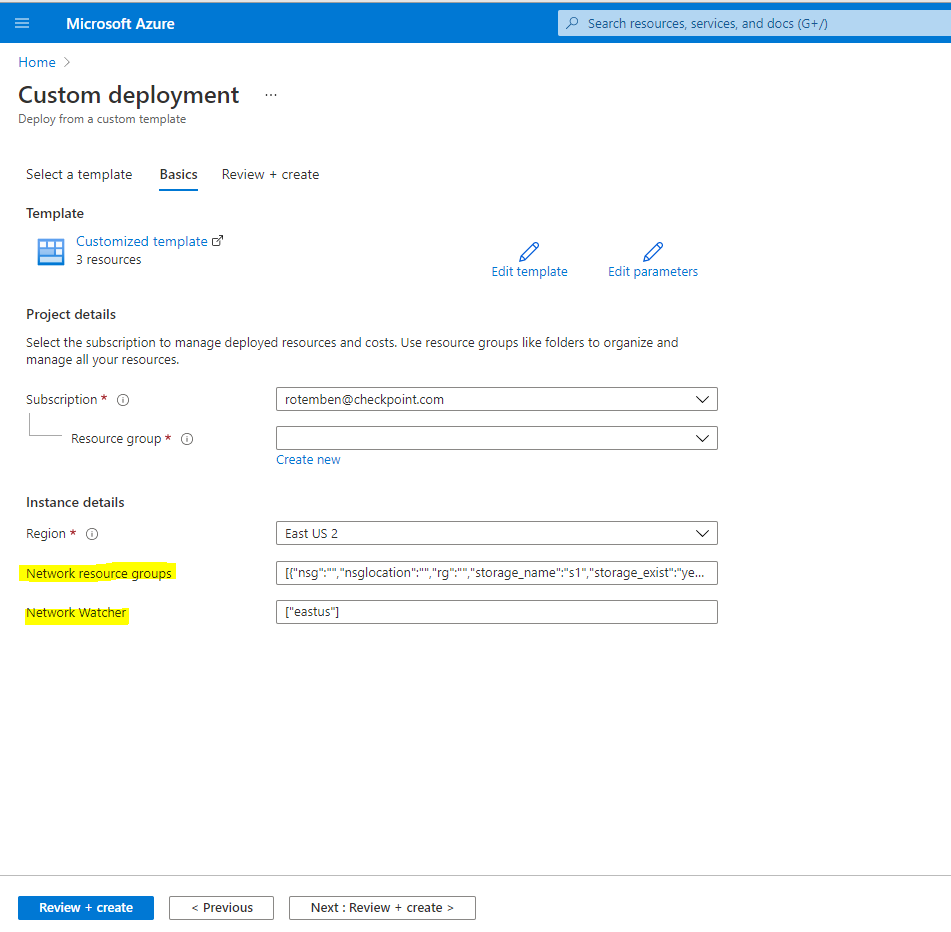 Microsoft Azure
Search resources, services, and docs (G+/)
Home
Custom deployment ...
Deploy from a custom template
Select a template Basics Review + create
Template
Customized template
3 resources
Edit template Edit parameters
Project details
Select the subscription to manage deployed resources and costs. Use resource groups like folders to organize and
manage all your resources.
Subscription * rotemben@checkpoint.com
Resource group *
Create new
Instance details
Region * East US 2
Network resource groups [{"nsg":"","nsglocation":"","rg":"","storage_name":"s1","storage_exist":"ye...
Network Watcher ["eastus"]
Review + create < Previous Next : Review + create >